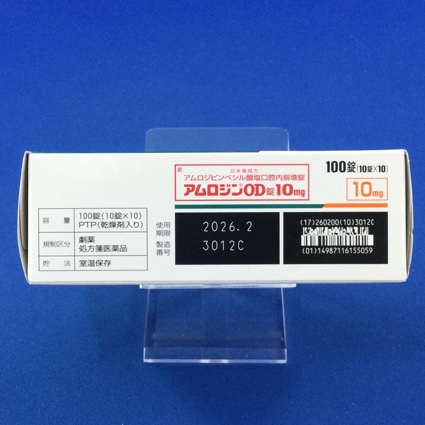 日本薬局方
アムロジピンベシル酸塩口腔内崩壊錠
アムロジンOD錠10mg
100錠(10錠×10)
10mg
容量 100錠(10錠×10)
PTP(乾燥剤入り)
規制区分 劇薬
処方箋医薬品
貯法 室温保存
使用期限 2026.2
製造番号 3012C
(17)260200(10)3012C
(01)14987116155059